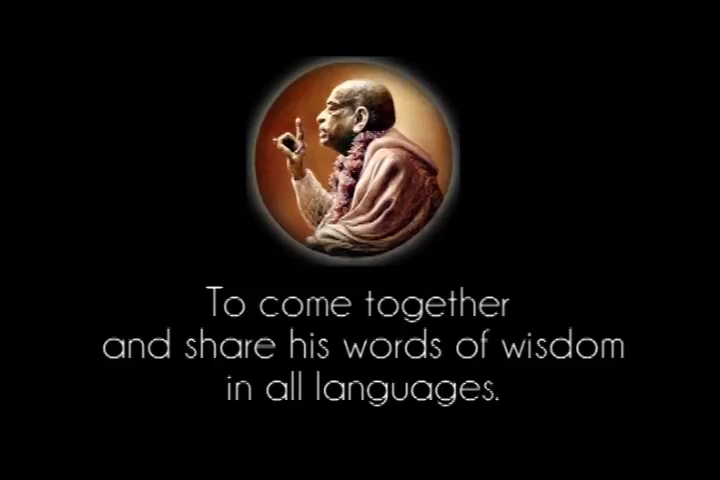 To come together
and share his words of wisdom
in all languages.